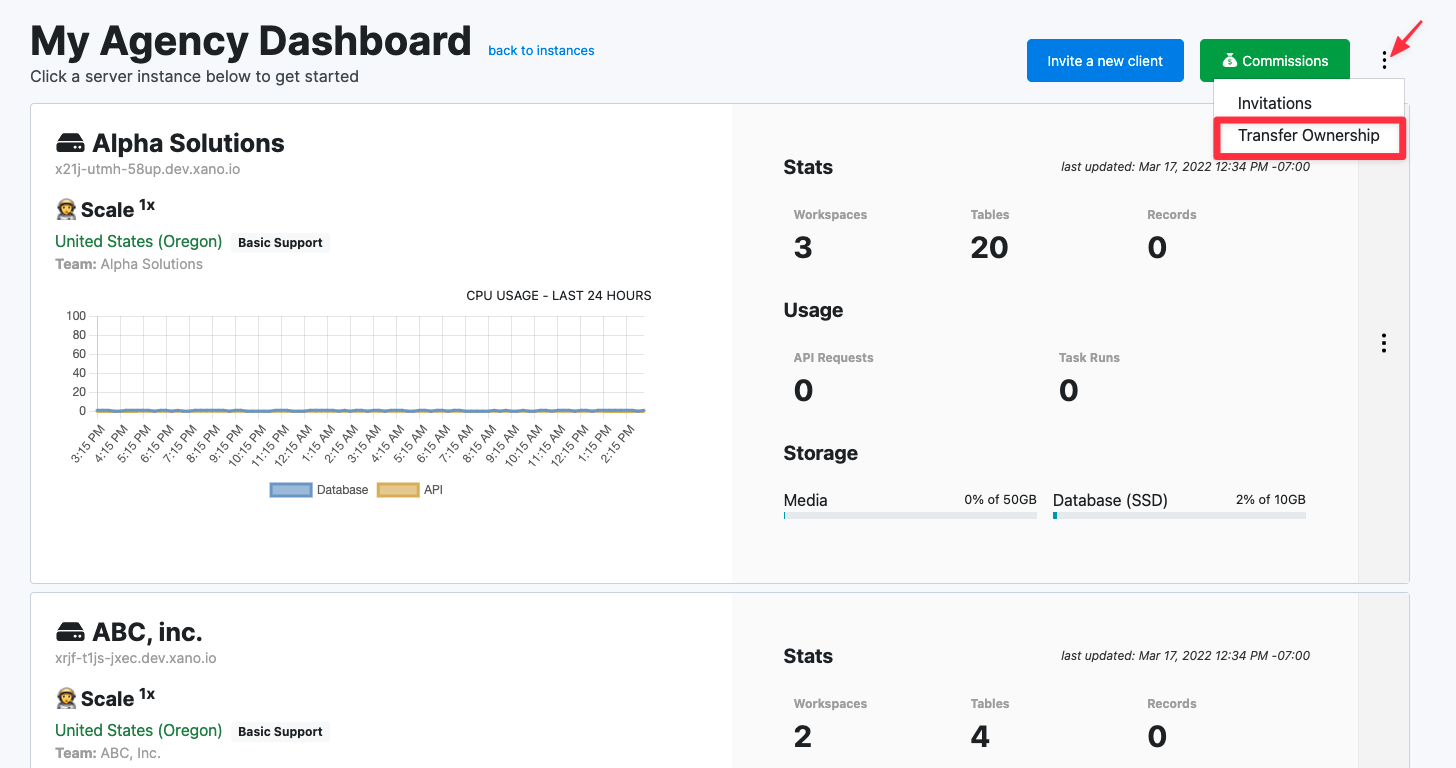 My Agency Dashboard
back to instances
Click a server instance below to get started
Invite a new client
Commissions
Invitations
Transfer Ownership
Alpha Solutions
x21j-utmh-58up.dev.xano.io
Scale 1x
United States (Oregon)
Basic Support
Team: Alpha Solutions
CPU USAGE - LAST 24 HOURS
100
80
60
40
20
0
3:15 PM
4:15 PM
5:15 PM
6:15 PM
7:15 PM
8:15 PM
9:15 PM
10:15 PM
11:15 PM
12:15 AM
1:15 AM
2:15 AM
3:15 AM
4:15 AM
5:15 AM
6:15 AM
7:15 AM
8:15 AM
9:15 AM
10:15 AM
11:15 AM
12:15 PM
1:15 PM
2:15 PM
Database
API
Stats
last updated: Mar 17, 2022 12:34 PM -07:00
Workspaces Tables Records
3 20 0
Usage
API Requests Task Runs
0 0
Storage
Media 0% of 50GB Database (SSD) 2% of 10GB
ABC, inc.
xrjf-t1js-jxec.dev.xano.io
Scale 1x
United States (Oregon)
Basic Support
Team: ABC, Inc.
Stats
last updated: Mar 17, 2022 12:34 PM -07:00
Workspaces Tables Records
2 4 0